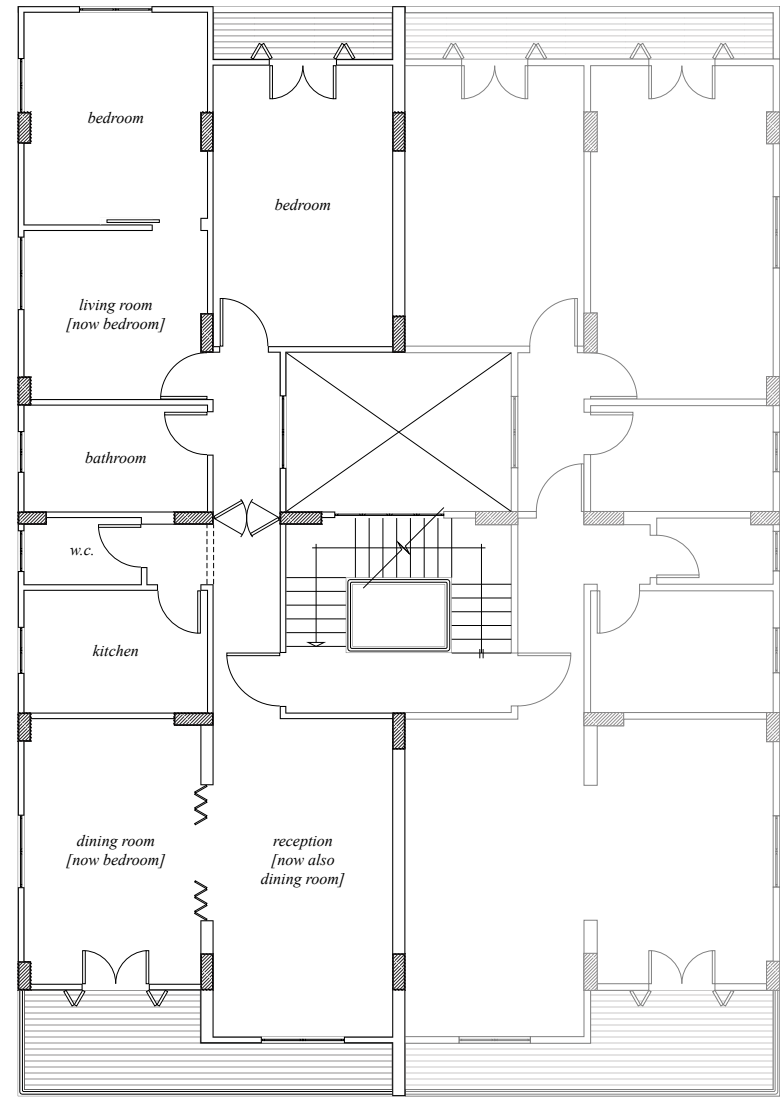 bedroom
bedroom
living room
[now bedroom]
bathroom
w.c.
kitchen
dining room
[now bedroom]
reception
[now also
dining room]